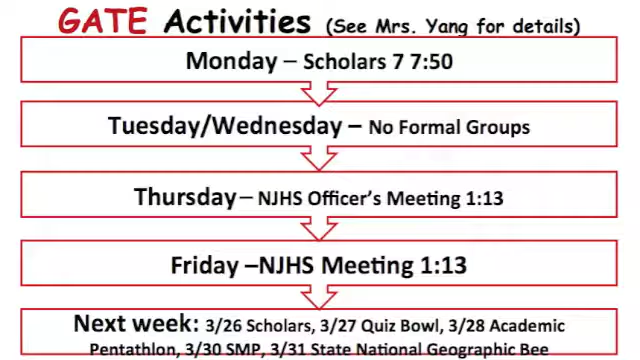 GATE Activities (See Mrs. Yang for details)
Monday – Scholars 7 7:50
Tuesday/Wednesday – No Formal Groups
Thursday – NJHS Officer's Meeting 1:13
Friday –NJHS Meeting 1:13
Next week: 3/26 Scholars, 3/27 Quiz Bowl, 3/28 Academic
Pentathlon, 3/30 SMP, 3/31 State National Geographic Bee